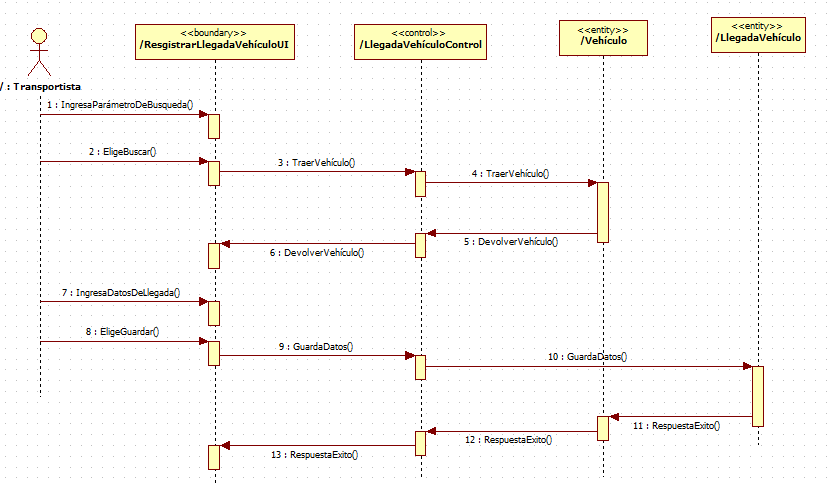 <<boundary>>
/ResgistrarLlegadaVehículoUI
<<control>>
/LlegadaVehículoControl
<<entity>>
/Vehículo
<<entity>>
/LlegadaVehículo
/ : Transportista
1 : IngresaParámetroDeBusqueda()
2 : EligeBuscar()
3 : TraerVehículo()
4 : TraerVehículo()
5 : DevolverVehículo()
6 : DevolverVehículo()
7 : IngresaDatosDeLlegada()
8 : EligeGuardar()
9 : GuardaDatos()
10 : GuardaDatos()
11 : RespuestaExito()
12 : RespuestaExito()
13 : RespuestaExito()